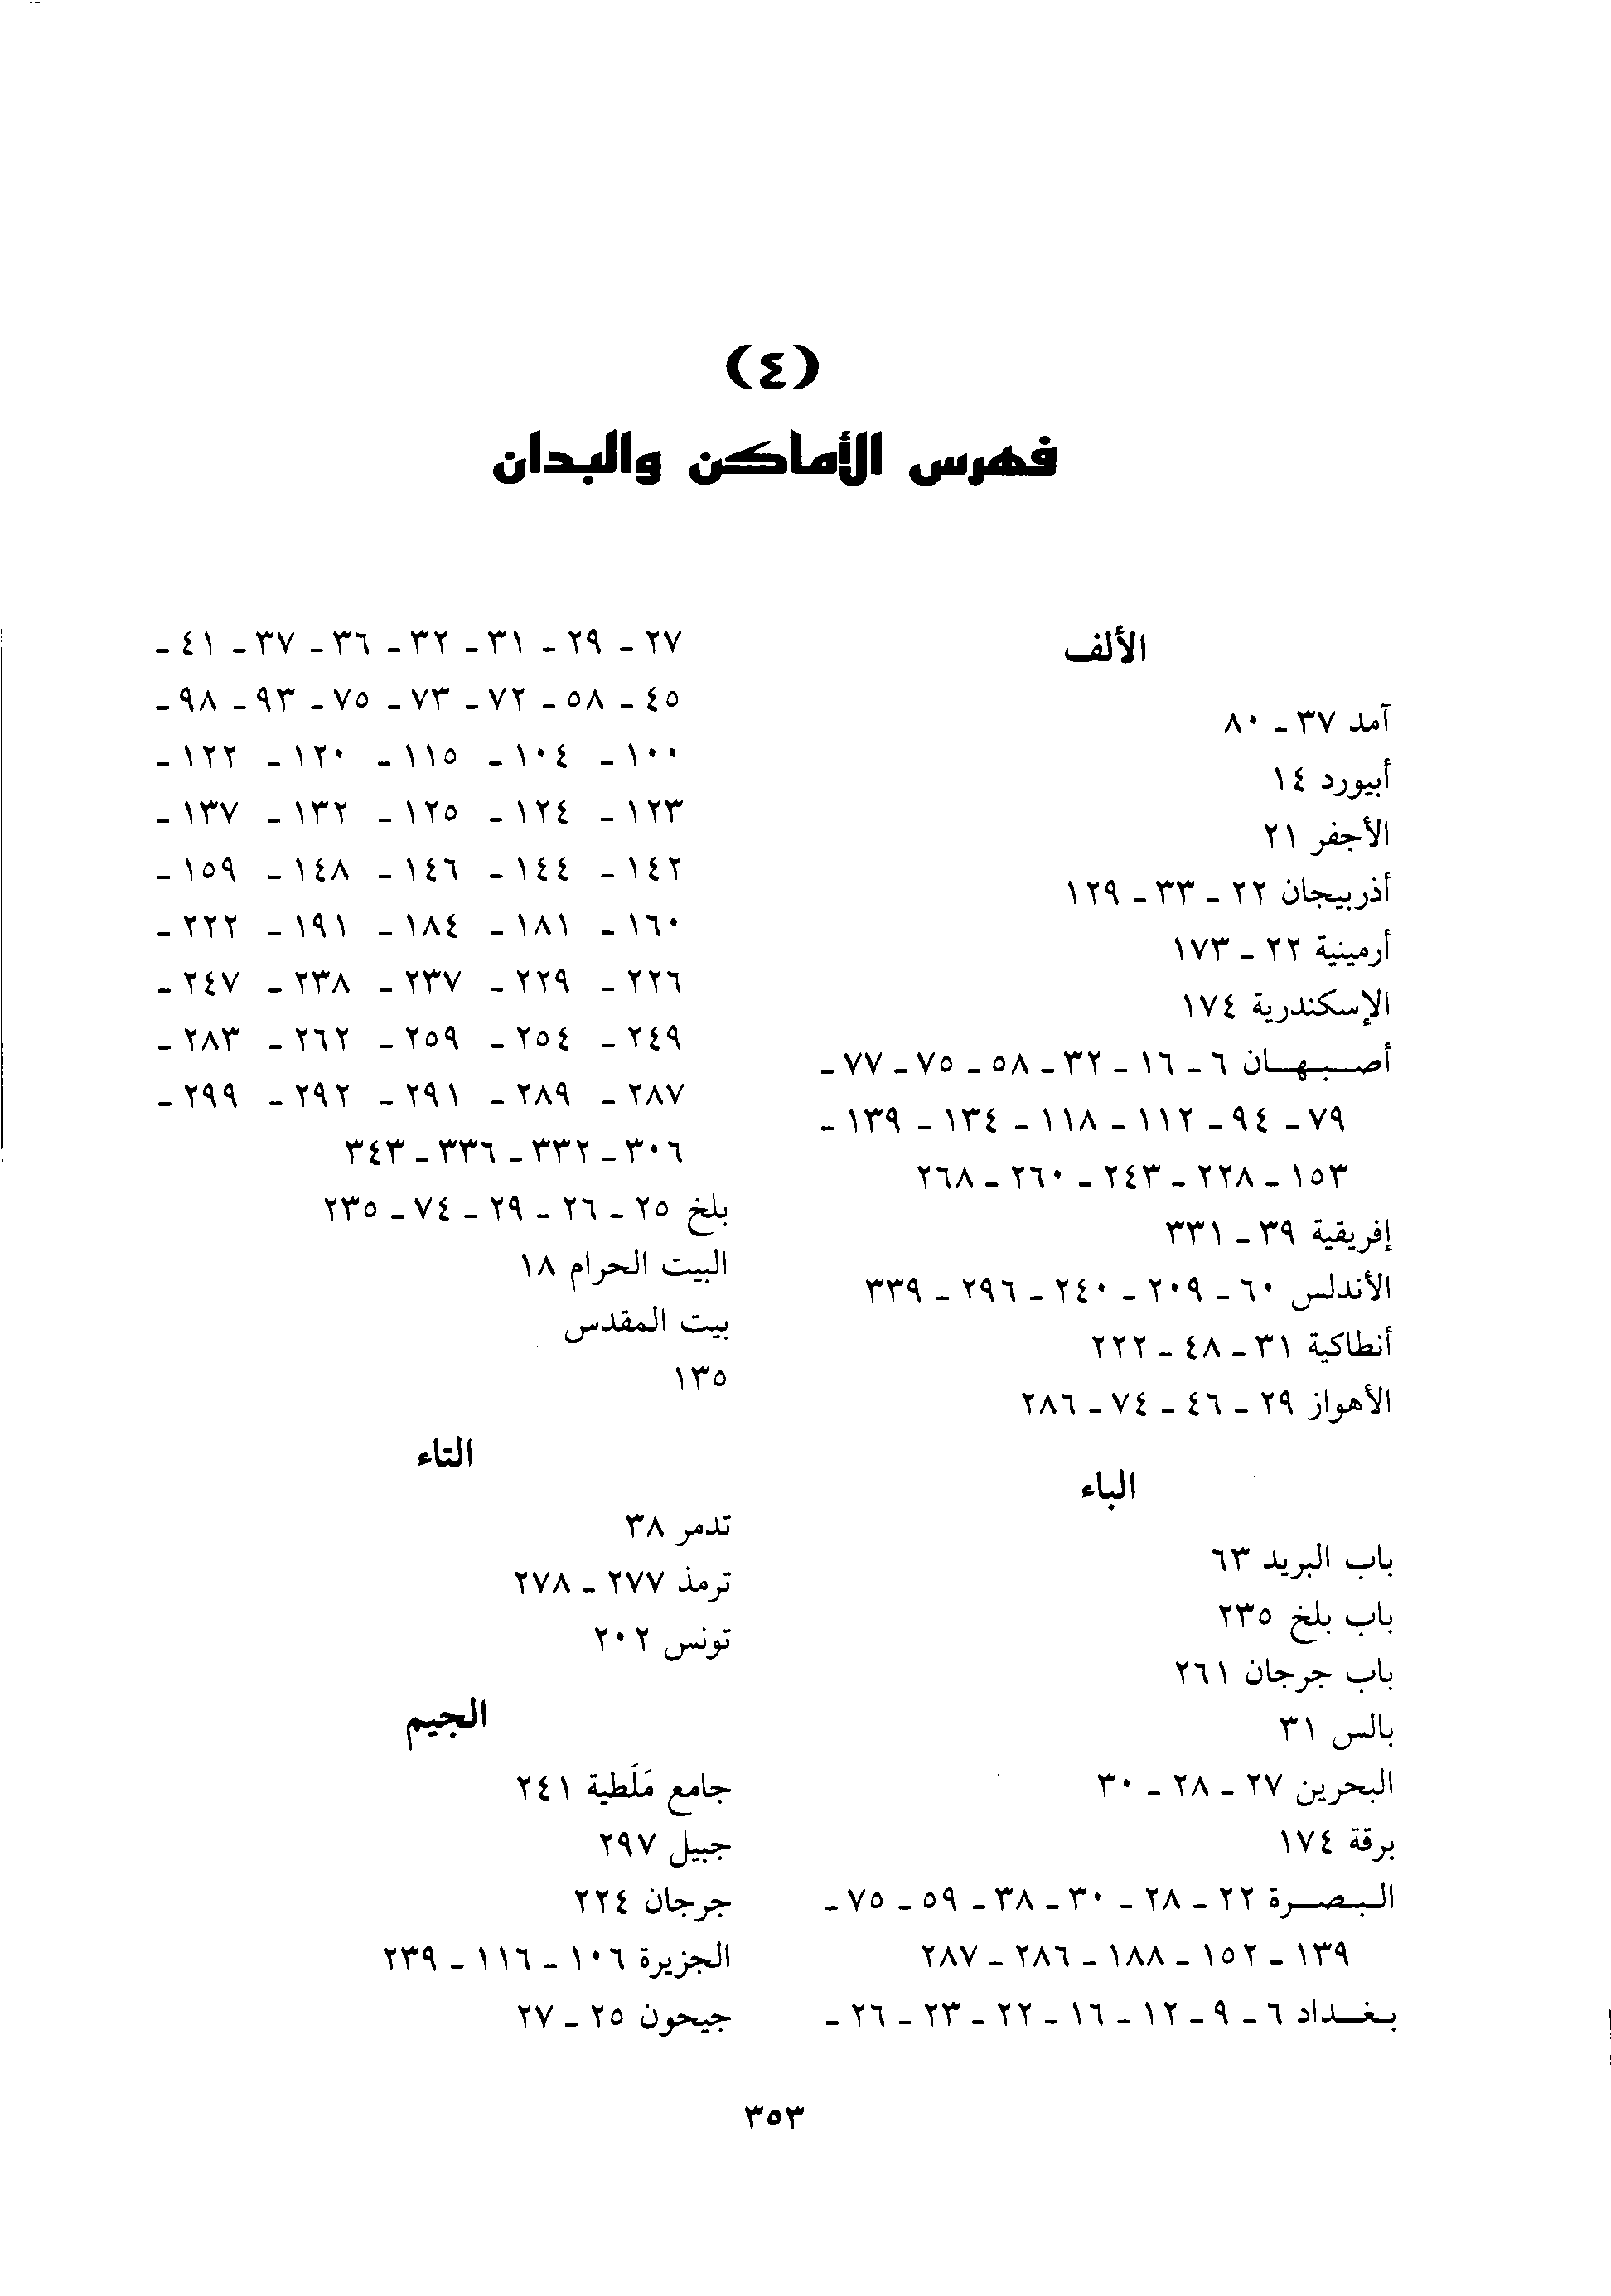 (٤)
فهرس الأماكن والبدان
الألف
آمد ٣٧ ـ ٨٠
أبيورد ١٤
الأجفر ٢١
أذربيجان ٢٢ ـ ٣٣ ـ ١٢٩
أرمينية ٢٢ ـ ١٧٣
الإسكندرية ١٧٤
أصبهان ٦ ـ ١٦ ـ ٣٢ ـ ٥٨ ـ ٧٥ ـ ٧٧ ـ
٧٩ ـ ٩٤ ـ ١١٢ ـ ١١٨ ـ ١٣٤ ـ ١٣٩ ـ
١٥٣ ـ ٢٢٨ ـ ٢٤٣ ـ ٢٦٠ ـ ٢٦٨
إفريقية ٣٩ ـ ٣٣١
الأندلس ٦٠ ـ ٢٠٩ ـ ٢٤٠ ـ ٢٩٦ ـ ٣٣٩
أنطاكية ٣١ ـ ٤٨ ـ ٢٢٢
الأهواز ٢٩ ـ ٤٦ ـ ٧٤ ـ ٢٨٦
الباء
باب البريد ٦٣
باب بلخ ٢٣٥
باب جرجان ٢٦١
بالس ٣١
البحرين ٢٧ ـ ٢٨ ـ ٣٠
برقة ١٧٤
البصرة ٢٢ ـ ٢٨ ـ ٣٠ ـ ٣٨ ـ ٥٩ ـ ٧٥ ـ
١٣٩ ـ ١٥٢ ـ ١٨٨ ـ ٢٨٦ ـ ٢٨٧
بغداد ٦ ـ ٩ ـ ١٢ ـ ١٦ ـ ٢٢ ـ ٢٣ ـ ٢٦ ـ
٢٧ ـ ٢٩ ـ ٣١ ـ ٣٢ ـ ٣٦ ـ ٣٧ ـ ٤١ ـ
٤٥ ـ ٥٨ ـ ٧٢ ـ ٧٣ ـ ٧٥ ـ ٩٣ ـ ٩٨ ـ
١٠٠ ـ ١٠٤ ـ ١١٥ ـ ١٢٠ ـ ١٢٢ ـ
١٢٣ ـ ١٢٤ ـ ١٢٥ ـ ١٣٢ ـ ١٣٧ ـ
١٤٢ ـ ١٤٤ ـ ١٤٦ ـ ١٤٨ ـ ١٥٩ ـ
١٦٠ ـ ١٨١ ـ ١٨٤ ـ ١٩١ ـ ٢٢٢ ـ
٢٢٦ ـ ٢٢٩ ـ ٢٣٧ ـ ٢٣٨ ـ ٢٤٧ ـ
٢٤٩ ـ ٢٥٤ ـ ٢٥٩ ـ ٢٦٢ ـ ٢٨٣ ـ
٢٨٧ ـ ٢٨٩ ـ ٢٩١ ـ ٢٩٢ ـ ٢٩٩ ـ
٣٠٦ ـ ٣٣٢ ـ ٣٣٦ ـ ٣٤٣
بلخ ٢٥ ـ ٢٦ ـ ٢٩ ـ ٧٤ ـ ٢٣٥
البيت الحرام ١٨
بيت المقدس
١٣٥
التاء
تدمر ٣٨
ترمذ ٢٧٧ ـ ٢٧٨
تونس ٢٠٢
الجيم
جامع مَلَطية ٢٤١
جبيل ٢٩٧
جرجان ٢٢٤
الجزيرة ١٠٦ ـ ١١٦ ـ ٢٣٩
جيحون ٢٥ ـ ٢٧
٣٥٣